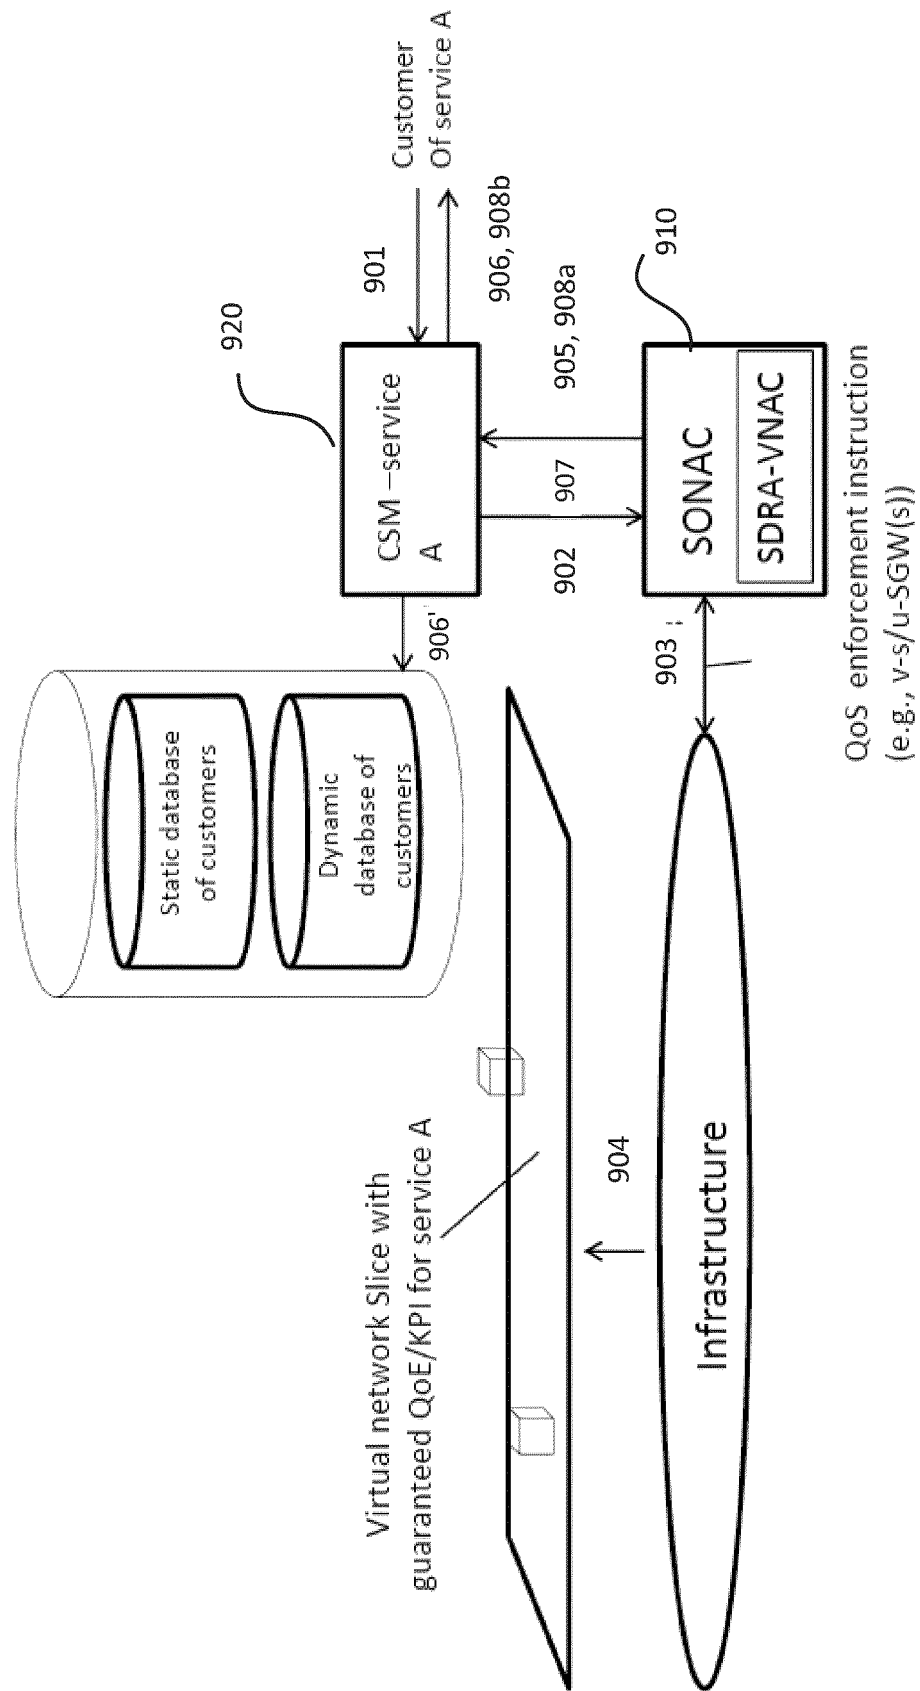 Static database
of customers
Dynamic
database of
customers
906'
920
CSM –service
A
901
Customer
Of service A
906, 908b
902
907
905, 908a
Virtual network Slice with
guaranteed QoE/KPI for service A
904
Infrastructure
903
910
SONAC
SDRA-VNAC
QoS enforcement instruction
(e.g., v-s/u-SGW(s))